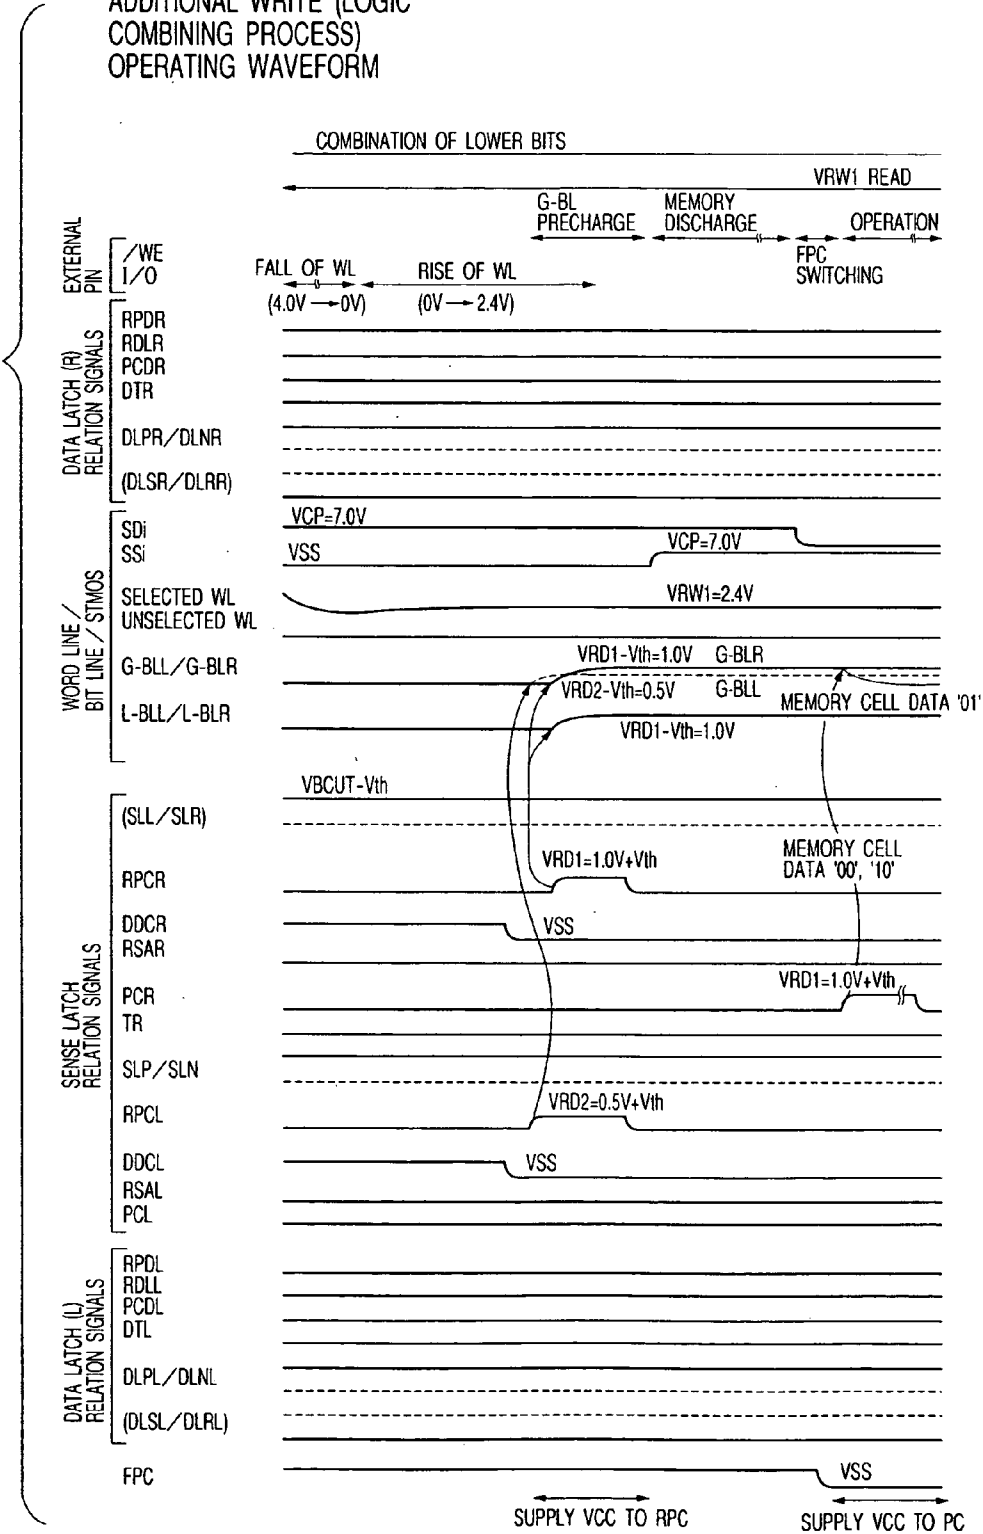 ADDITIONAL WRITE (LOGIC
COMBINING PROCESS)
OPERATING WAVEFORM
COMBINATION OF LOWER BITS
VRW1 READ
G-BL
PRECHARGE
MEMORY
DISCHARGE
OPERATION
FPC
SWITCHING
EXTERNAL
PIN
/WE
I/O
FALL OF WL
(4.0V→0V)
RISE OF WL
(0V→2.4V)
DATA LATCH (R)
RELATION SIGNALS
RPDR
RDLR
PCDR
DTR
DLPR/DLNR
(DLSR/DLRR)
WORD LINE/
BIT LINE/STMOS
SDi
VCP=7.0V
SSi
VSS
VCP=7.0V
SELECTED WL
VRW1=2.4V
UNSELECTED WL
G-BLL/G-BLR
VRD1-Vth=1.0V G-BLR
VRD2-Vth=0.5V G-BLL
MEMORY CELL DATA '01'
L-BLL/L-BLR
VRD1-Vth=1.0V
SENSE LATCH
RELATION SIGNALS
VBCUT-Vth
(SLL/SLR)
MEMORY CELL
DATA '00', '10'
RPCR
VRD1=1.0V+Vth
DDCR
VSS
RSAR
PCR
VRD1=1.0V+Vth
TR
SLP/SLN
RPCL
VRD2=0.5V+Vth
DDCL
VSS
RSAL
PCL
DATA LATCH (L)
RELATION SIGNALS
RPDL
RDLL
PCDL
DTL
DLPL/DLNL
(DLSL/DLRL)
FPC
VSS
SUPPLY VCC TO RPC
SUPPLY VCC TO PC